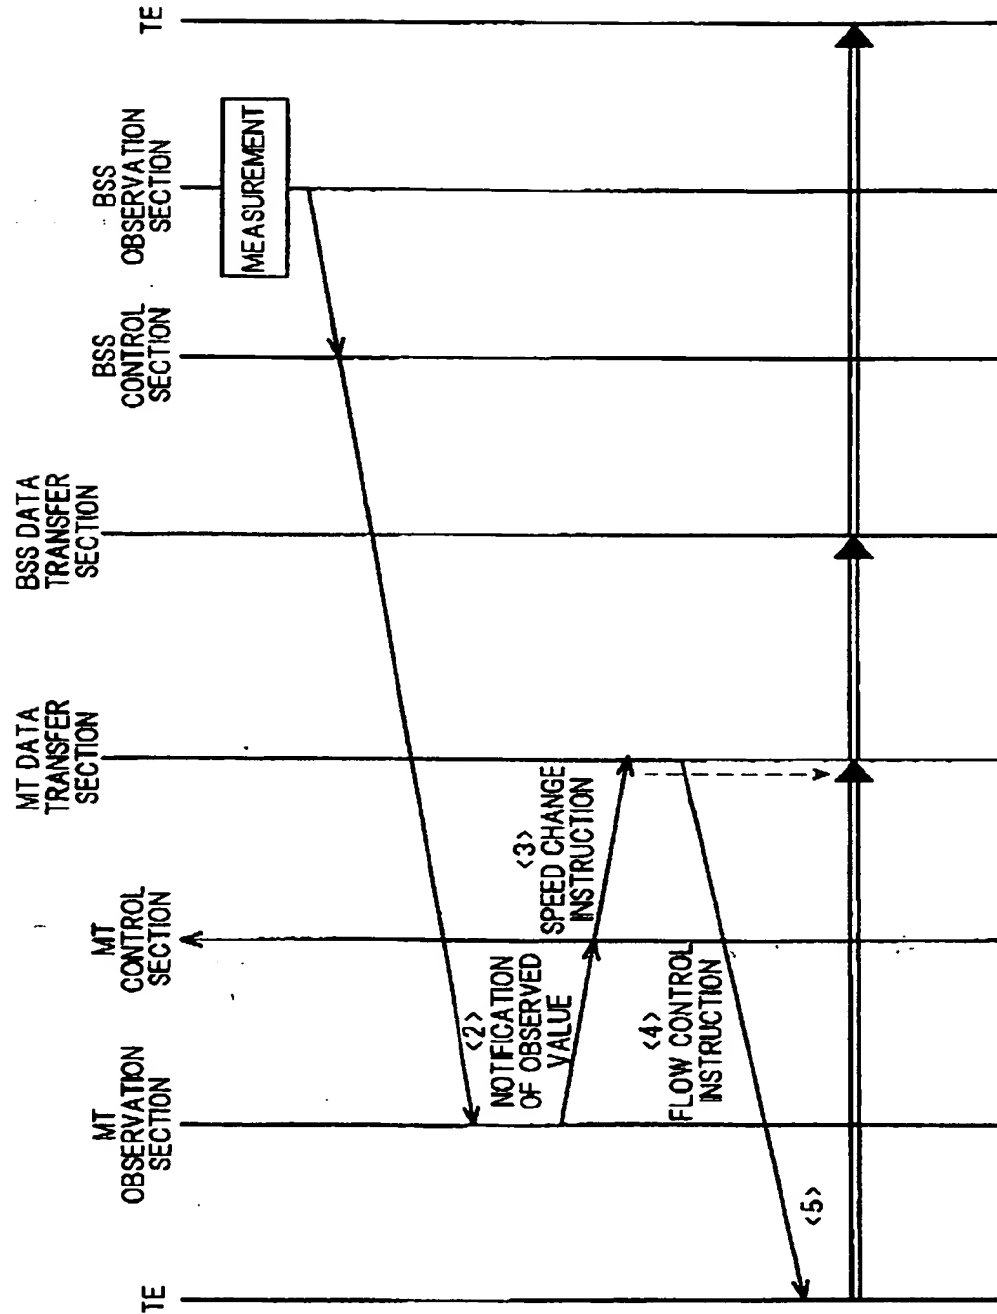 TE
MT
OBSERVATION
SECTION
MT
CONTROL
SECTION
MT DATA
TRANSFER
SECTION
BSS DATA
TRANSFER
SECTION
BSS
CONTROL
SECTION
BSS
OBSERVATION
SECTION
TE
MEASUREMENT
<2>
NOTIFICATION
OF OBSERVED
VALUE
<3>
SPEED CHANGE
INSTRUCTION
<4>
FLOW CONTROL
INSTRUCTION
<5>